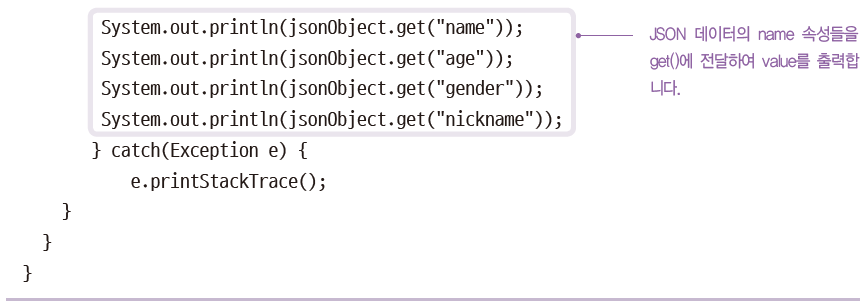 System.out.println(jsonObject.get("name"));
System.out.println(jsonObject.get("age"));
System.out.println(jsonObject.get("gender"));
System.out.println(jsonObject.get("nickname"));
} catch(Exception e) {
e.printStackTrace();
}
}
}
JSON 데이터의 name 속성들을
get()에 전달하여 value를 출력합
니다.